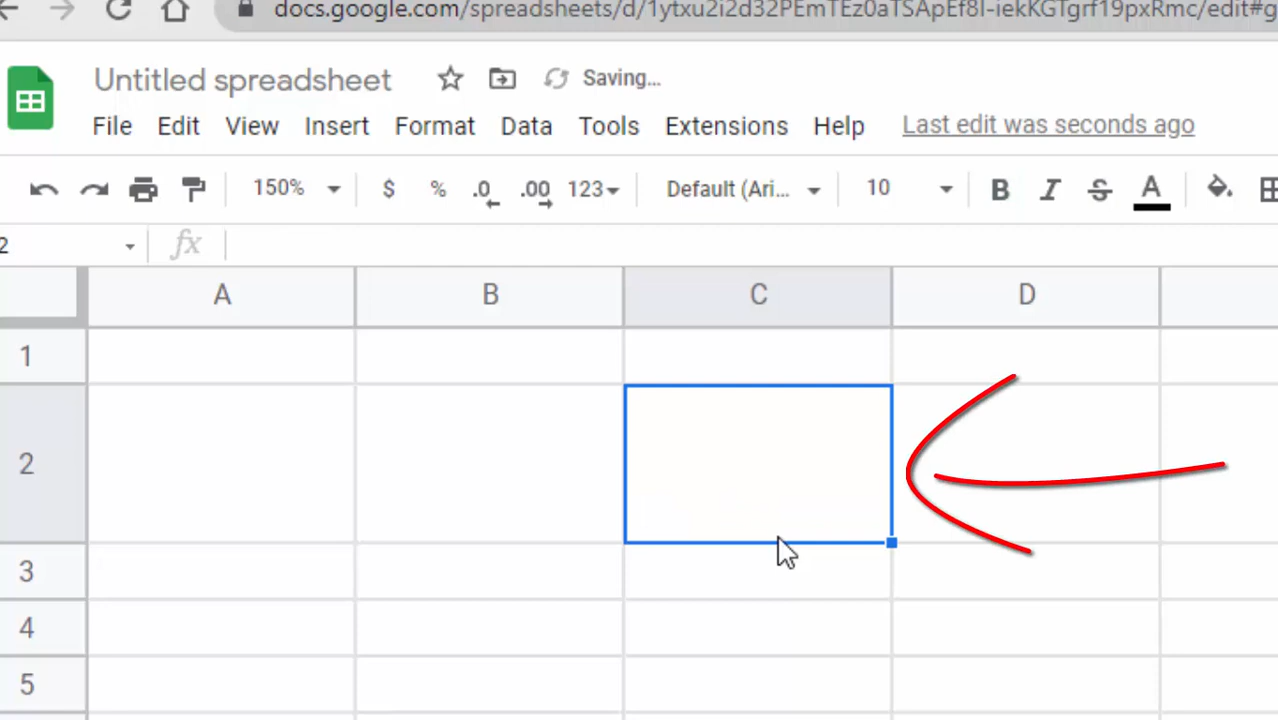 docs.google.com/spreadsheets/d/1ytxu2i2d32PEmTEz0aTSApEf8I-iekKGTgrf19pxRmc/edit#g
Untitled spreadsheet Saving...
File Edit View Insert Format Data Tools Extensions Help Last edit was seconds ago
150% $ % .0 .00 123 Default (Ari... 10 B I S A
2 fx
A B C D
1
2
3
4
5